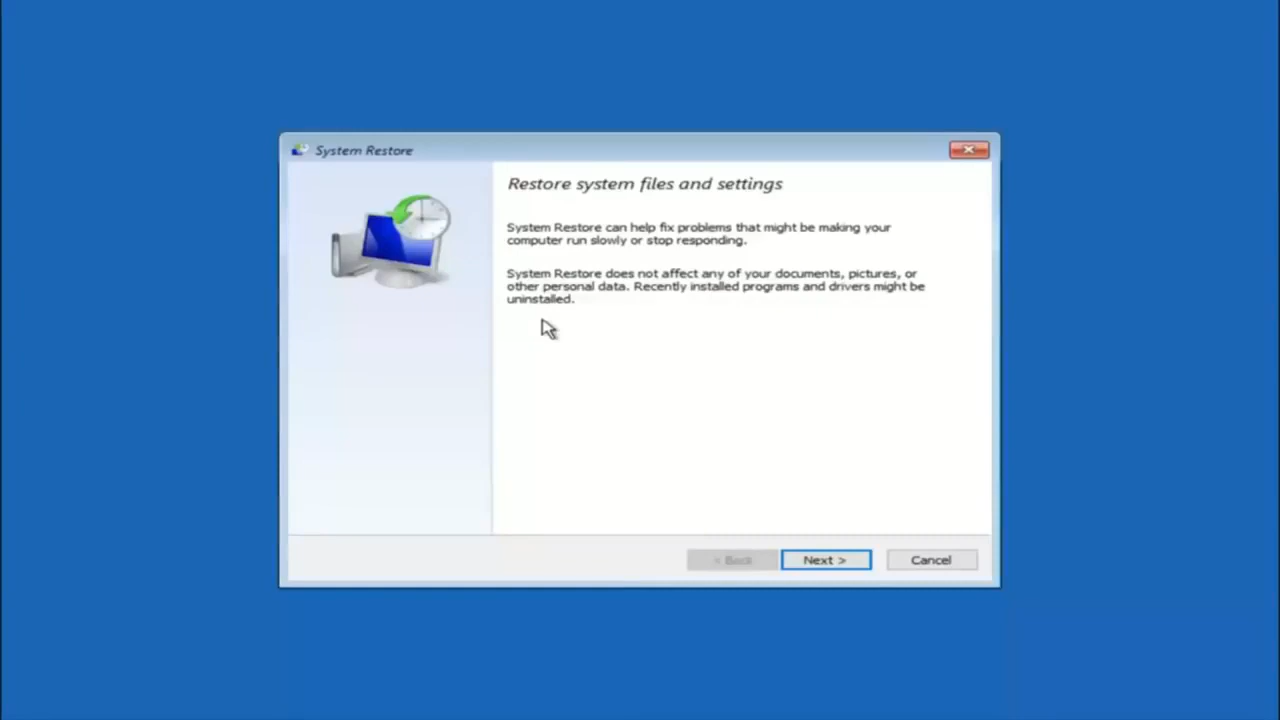 System Restore
Restore system files and settings
System Restore can help fix problems that might be making your
computer run slowly or stop responding.
System Restore does not affect any of your documents, pictures, or
other personal data. Recently installed programs and drivers might be
uninstalled.
< Back
Next >
Cancel